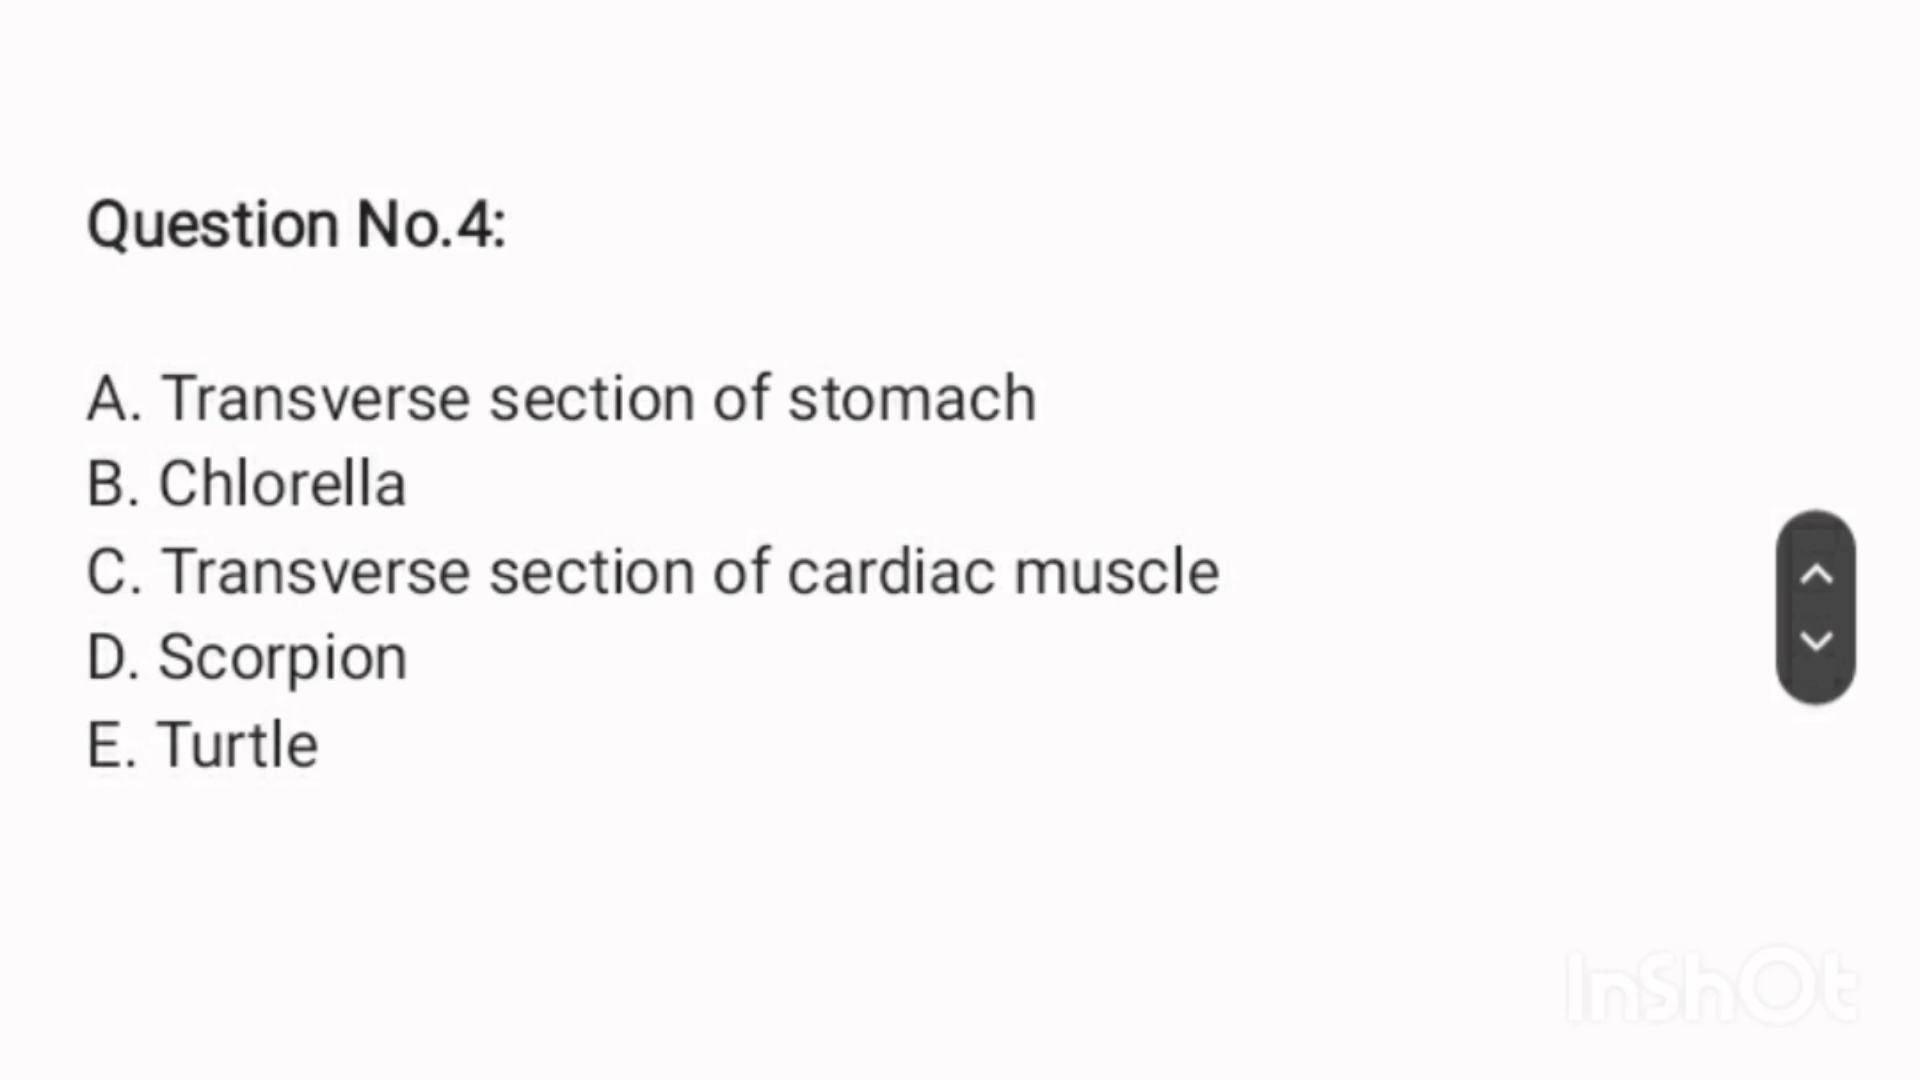 Question No.4:
A. Transverse section of stomach
B. Chlorella
C. Transverse section of cardiac muscle
D. Scorpion
E. Turtle
InShOt